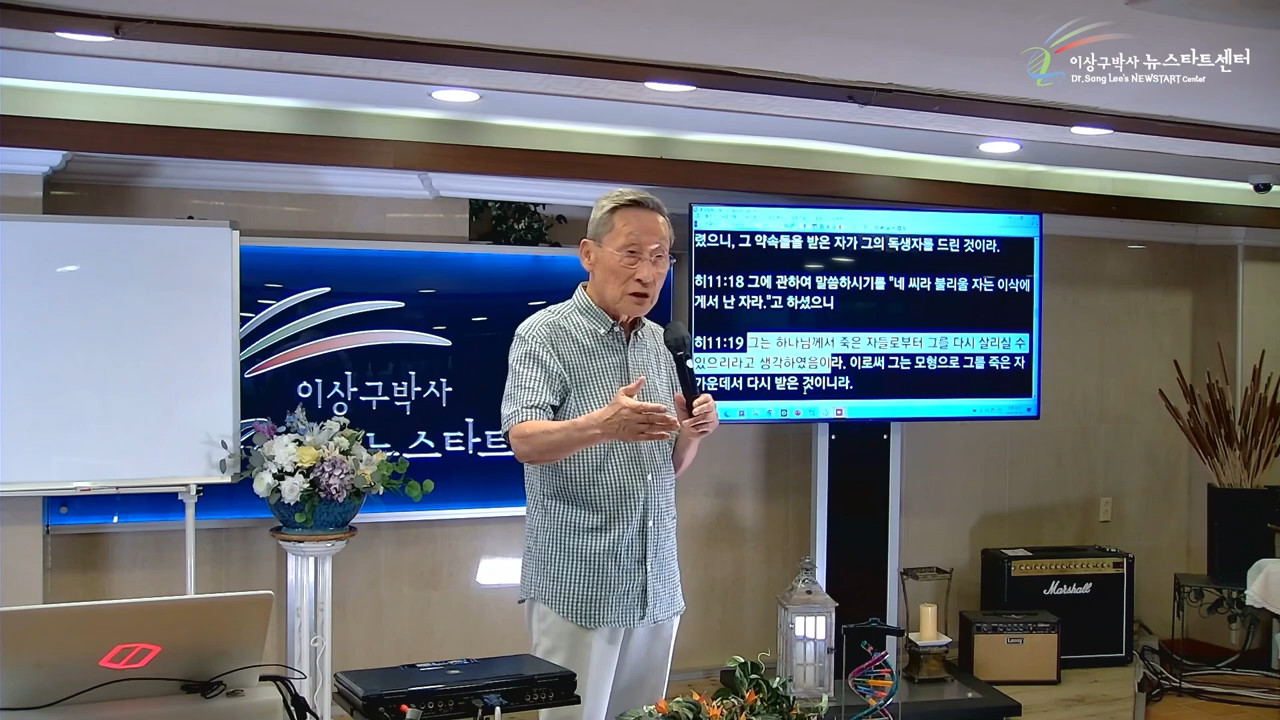 이상구박사 뉴스타트센터
Dr. Sang Lee's NEWSTART Center
렸으니, 그 약속들을 받은 자가 그의 독생자를 드린 것이라.
히11:18 그에 관하여 말씀하시기를 "네 씨라 불리울 자는 이삭에
게서 난 자라."고 하셨으니
히11:19 그는 하나님께서 죽은 자들로부터 그를 다시 살리실 수
있으리라고 생각하였음이라. 이로써 그는 모형으로 그를 죽은 자
가운데서 다시 받은 것이니라.
이상구박사
뉴스타트
Marshall
Laney